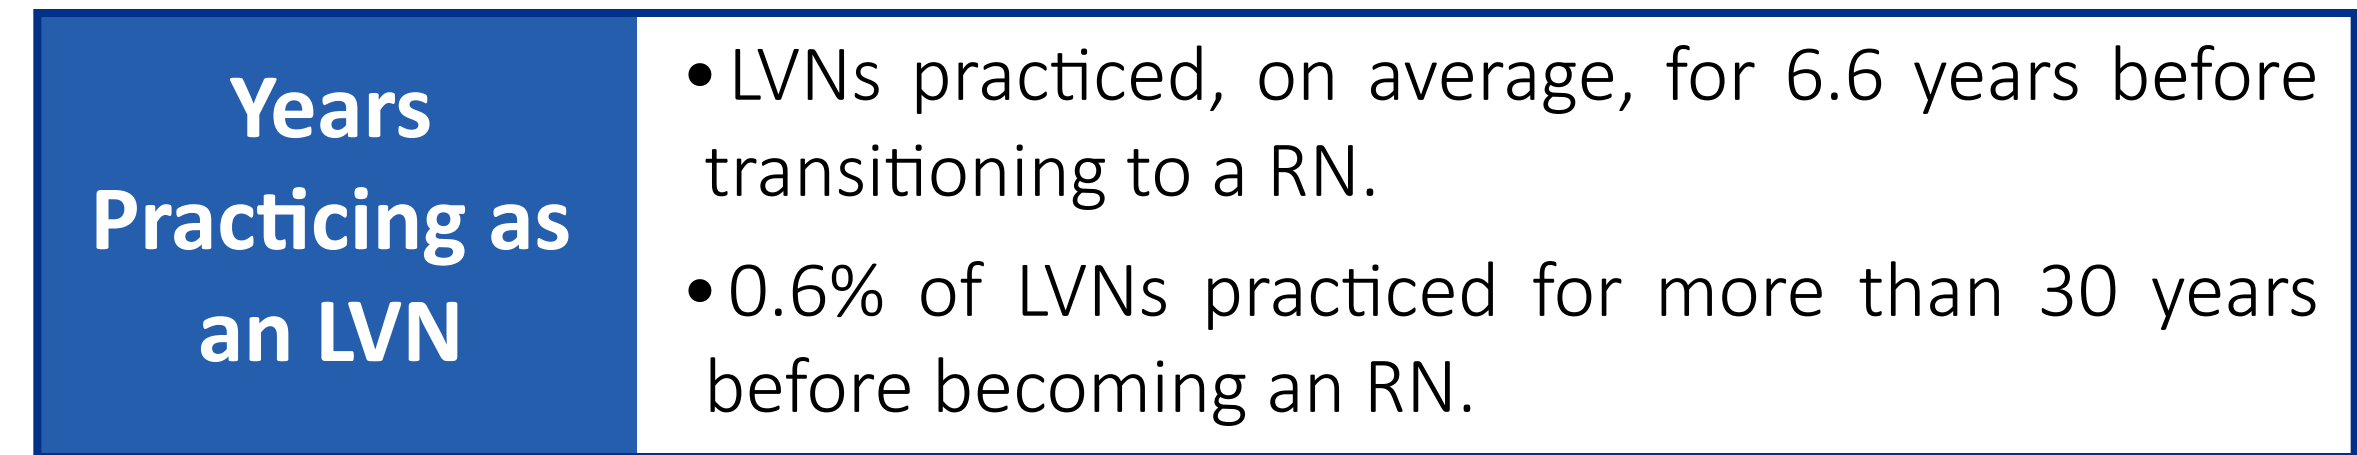 Years
Practicing as
an LVN
• LVNs practiced, on average, for 6.6 years before
transitioning to a RN.
• 0.6% of LVNs practiced for more than 30 years
before becoming an RN.